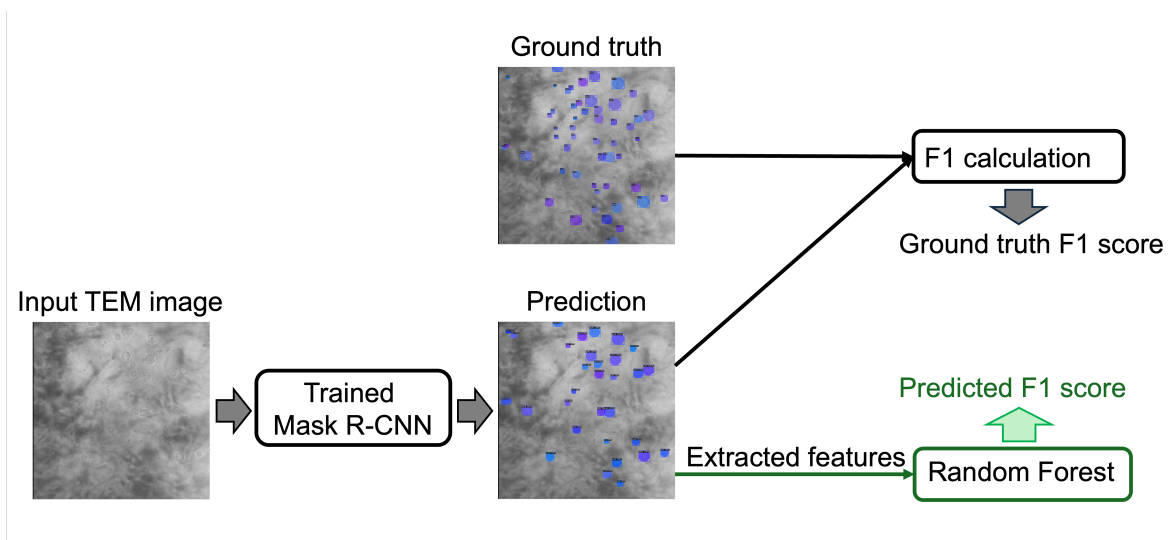 Ground truth
F1 calculation
Ground truth F1 score
Input TEM image
Prediction
Trained
Mask R-CNN
Predicted F1 score
Extracted features
Random Forest